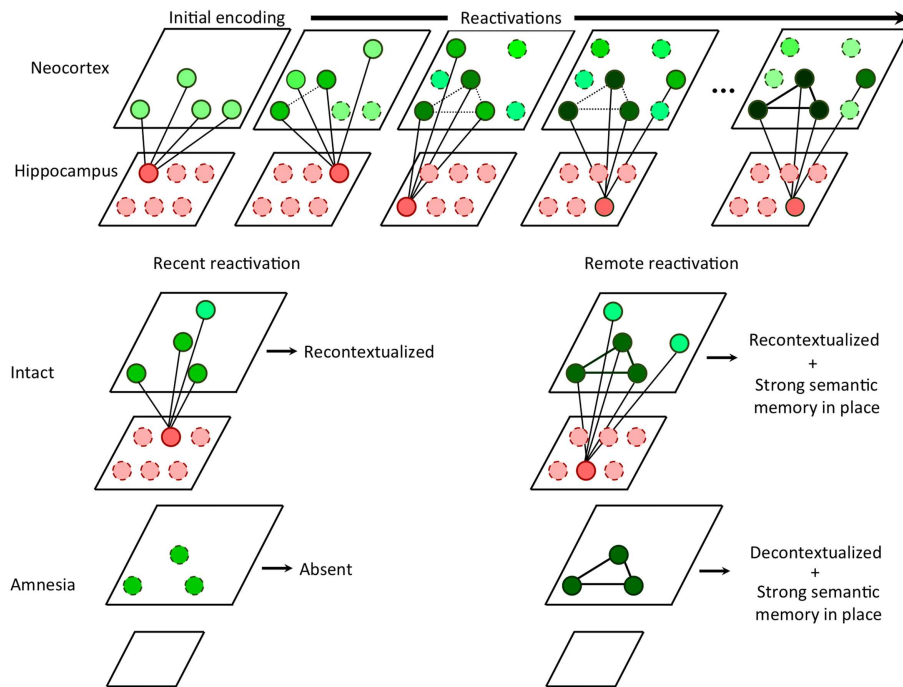 Initial encoding
Reactivations
Neocortex
...
Hippocampus
Recent reactivation
Remote reactivation
Intact
Recontextualized
Recontextualized
+
Strong semantic
memory in place
Amnesia
Absent
Decontextualized
+
Strong semantic
memory in place